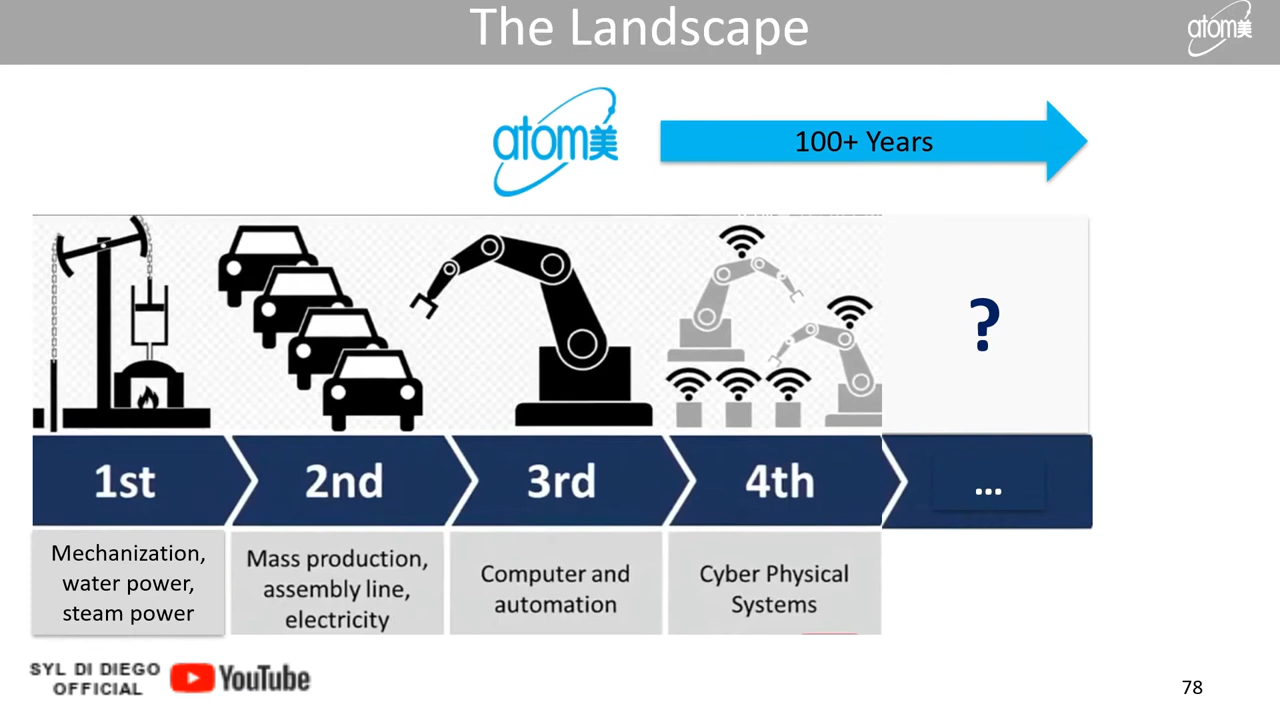 The Landscape
atom美
atom美
100+ Years
?
1st
2nd
3rd
4th
...
Mechanization,
water power,
steam power
Mass production,
assembly line,
electricity
Computer and
automation
Cyber Physical
Systems
SYL DI DIEGO
OFFICIAL
YouTube
78